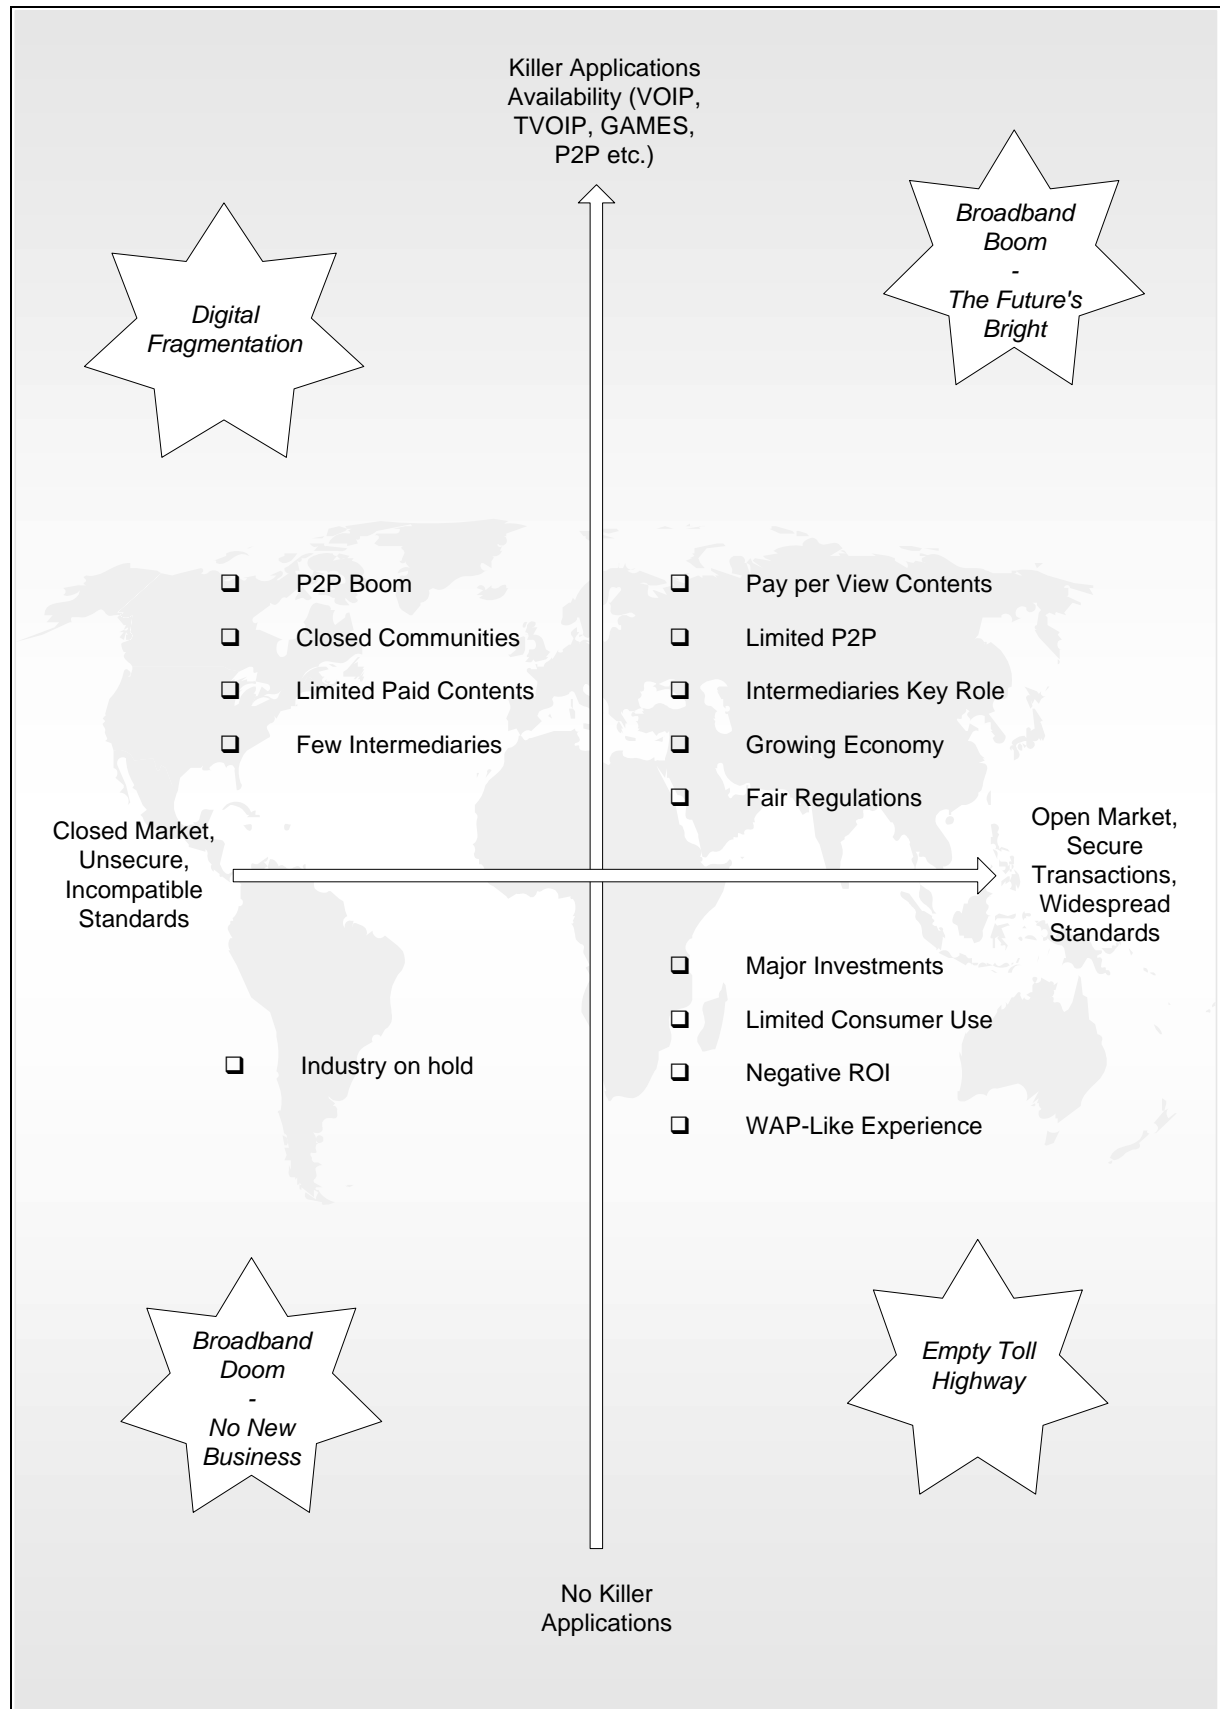 Killer Applications
Availability (VOIP,
TVOIP, GAMES,
P2P etc.)
Digital
Fragmentation
Broadband
Boom
-
The Future's
Bright
P2P Boom
Closed Communities
Limited Paid Contents
Few Intermediaries
Pay per View Contents
Limited P2P
Intermediaries Key Role
Growing Economy
Fair Regulations
Closed Market,
Unsecure,
Incompatible
Standards
Open Market,
Secure
Transactions,
Widespread
Standards
Industry on hold
Major Investments
Limited Consumer Use
Negative ROI
WAP-Like Experience
Broadband
Doom
-
No New
Business
Empty Toll
Highway
No Killer
Applications